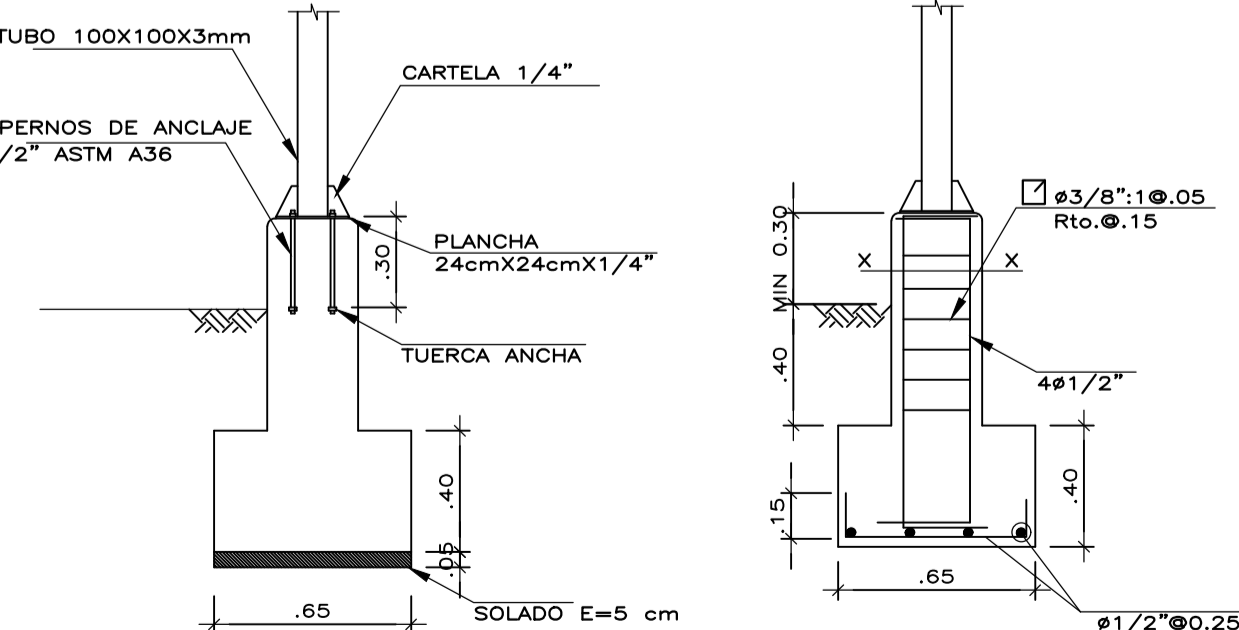 TUBO 100X100X3mm
CARTELA 1/4"
PERNOS DE ANCLAJE
/2" ASTM A36
PLANCHA
24cmX24cmX1/4"
.30
TUERCA ANCHA
.40
.05
.65
SOLADO E=5 cm
ø3/8":1@.05
Rto.@.15
X X
MIN 0.30
.40
4ø1/2"
.15
.40
.65
ø1/2"@0.25